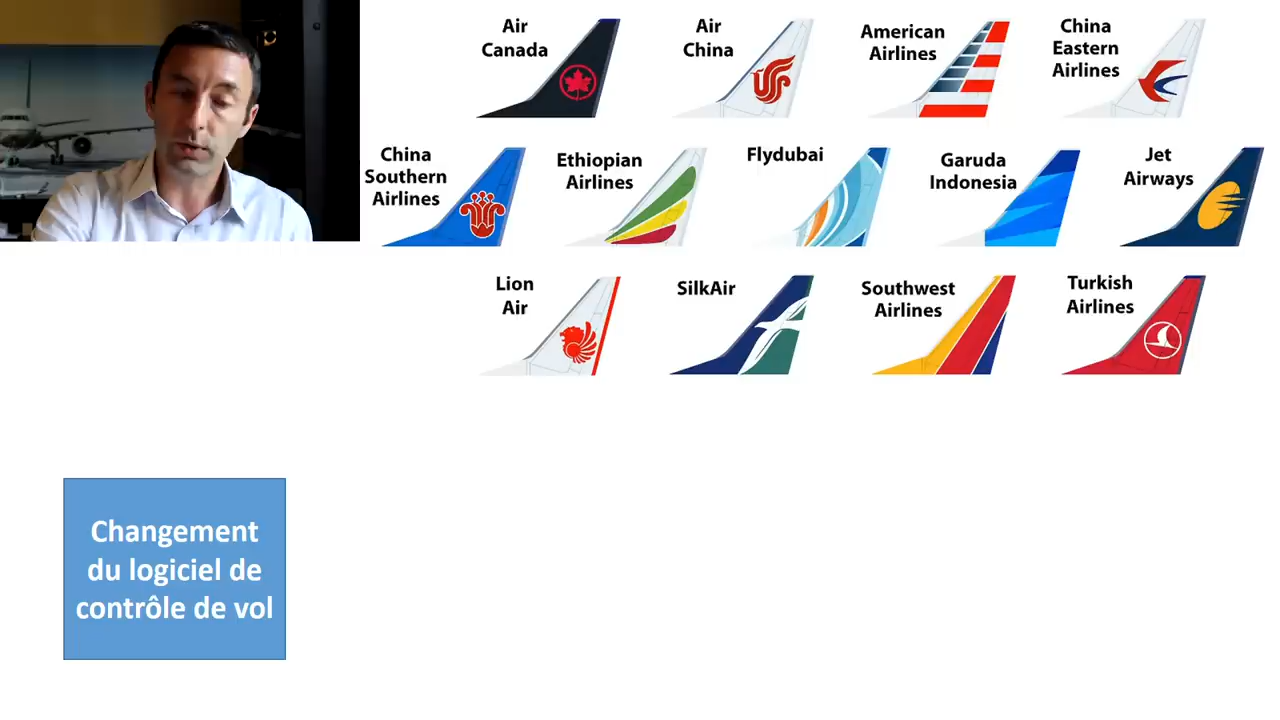 Air
Canada
Air
China
American
Airlines
China
Eastern
Airlines
China
Southern
Airlines
Ethiopian
Airlines
Flydubai
Garuda
Indonesia
Jet
Airways
Lion
Air
SilkAir
Southwest
Airlines
Turkish
Airlines
Changement
du logiciel de
contrôle de vol